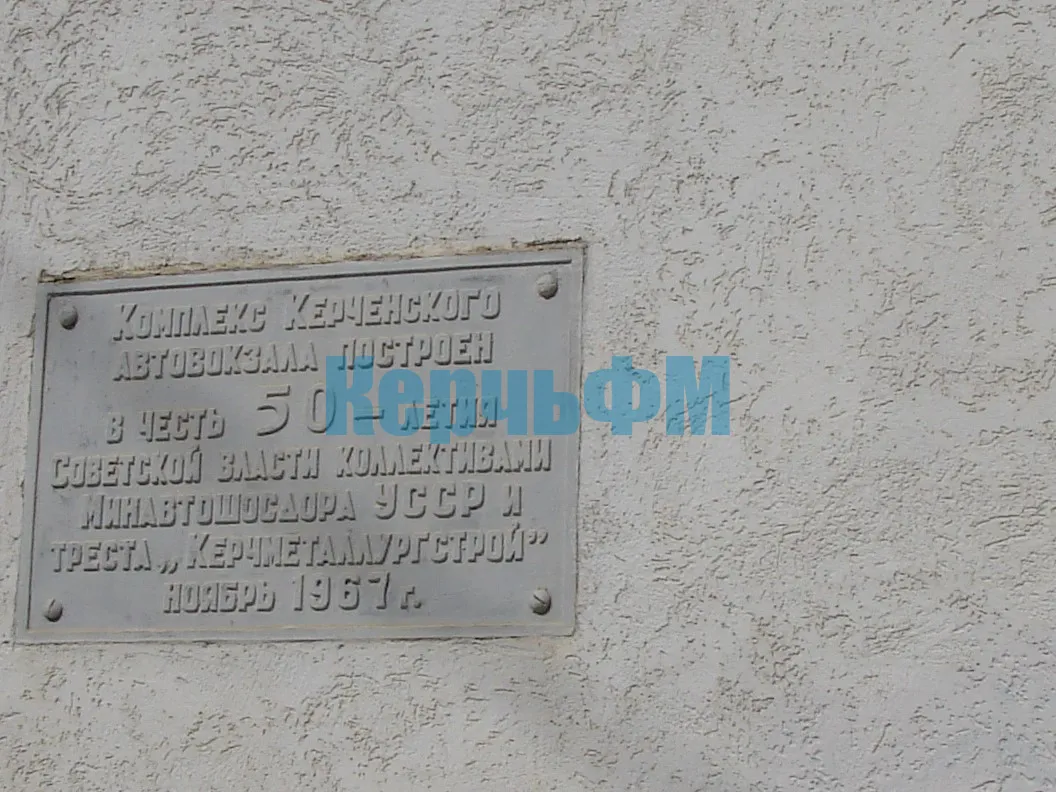 Комплекс Керченского
автовокзала построен
в честь 50-летия
Советской власти коллективами
Минавтошосдора УССР и
треста „Керчметаллургстрой”
ноябрь 1967 г.
КерчьФМ